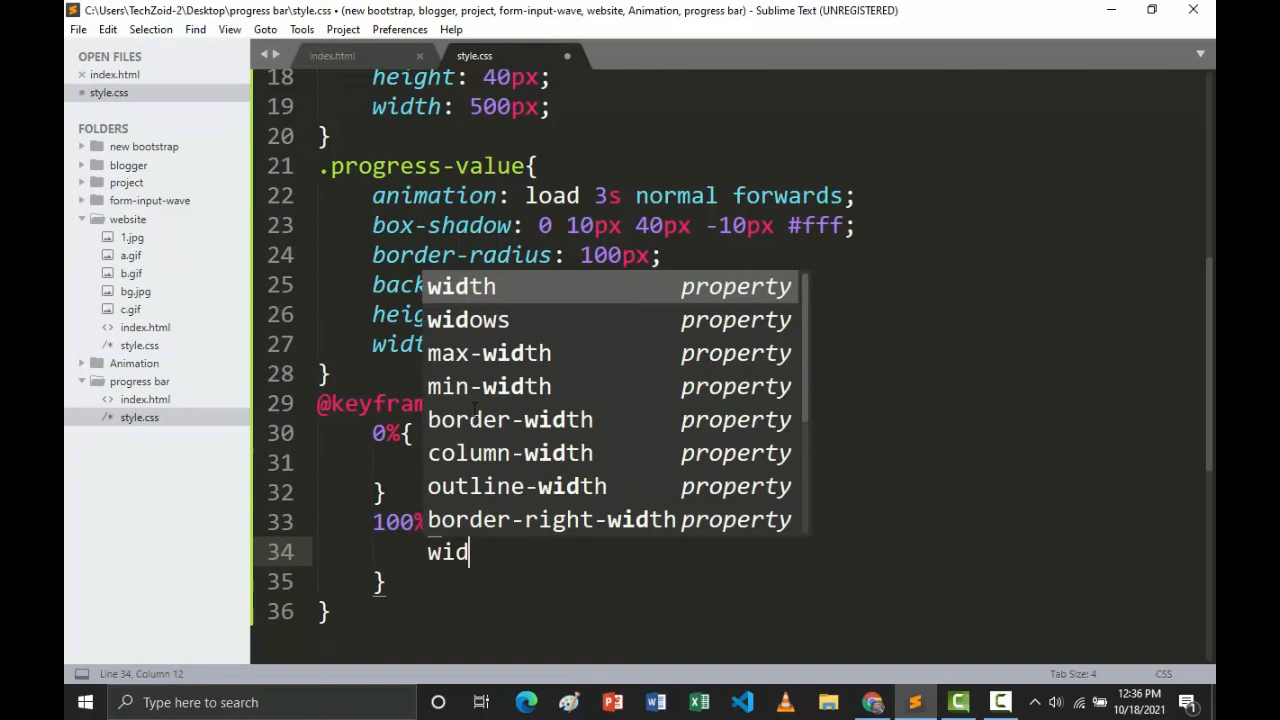 C:\Users\TechZoid-2\Desktop\progress bar\style.css • (new bootstrap, blogger, project, form-input-wave, website, Animation, progress bar) - Sublime Text (UNREGISTERED)
File Edit Selection Find View Goto Tools Project Preferences Help
OPEN FILES
index.html
style.css
FOLDERS
new bootstrap
blogger
project
form-input-wave
website
1.jpg
a.gif
b.gif
bg.jpg
c.gif
index.html
style.css
Animation
progress bar
index.html
style.css
index.html style.css
18 height: 40px;
19 width: 500px;
20 }
21 .progress-value{
22 animation: load 3s normal forwards;
23 box-shadow: 0 10px 40px -10px #fff;
24 border-radius: 100px;
25 back
26 heig
27 widt
28 }
29 @keyfram
30 0%{
31
32 }
33 100%
34 wid
35 }
36 }
width property
widows property
max-width property
min-width property
border-width property
column-width property
outline-width property
border-right-width property
Line 34, Column 12 Tab Size: 4 CSS
Type here to search
12:36 PM
10/18/2021
1